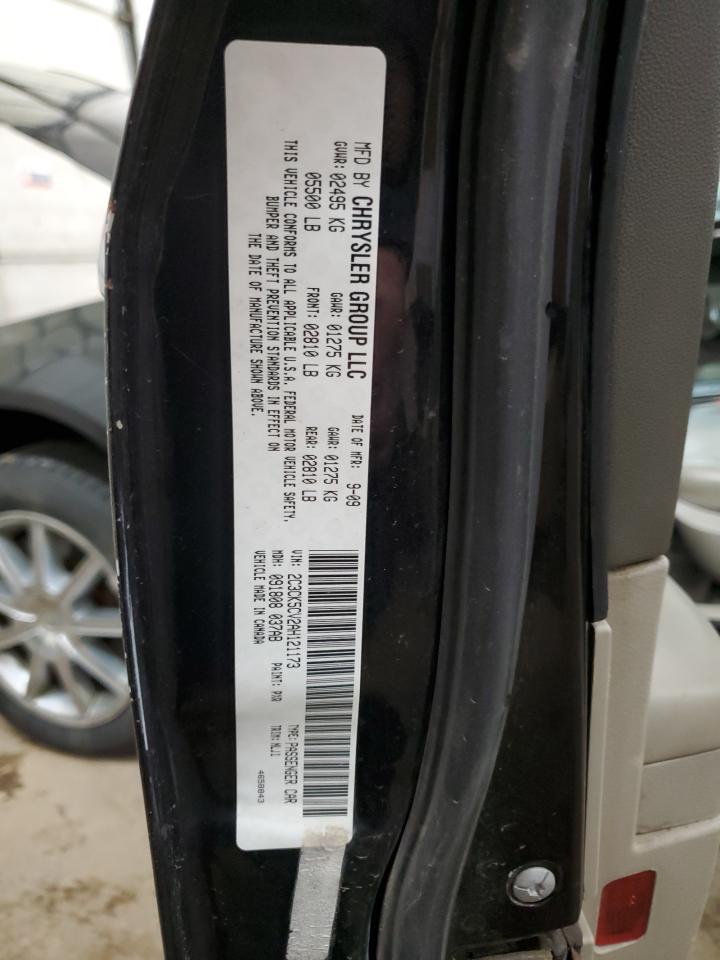 MFD BY CHRYSLER GROUP LLC DATE OF MFR: 9-09
GVWR: 02495 KG GAWR: 01275 KG GAWR: 01275 KG
05500 LB FRONT: 02810 LB REAR: 02810 LB
THIS VEHICLE CONFORMS TO ALL APPLICABLE U.S.A. FEDERAL MOTOR VEHICLE SAFETY,
BUMPER AND THEFT PREVENTION STANDARDS IN EFFECT ON
THE DATE OF MANUFACTURE SHOWN ABOVE.
VIN: 2C3CK5CV2AH121173 TYPE: PASSENGER CAR
MDH: 091808 037AB PAINT: PXR TRIM: MLJ1
VEHICLE MADE IN CANADA 4658843